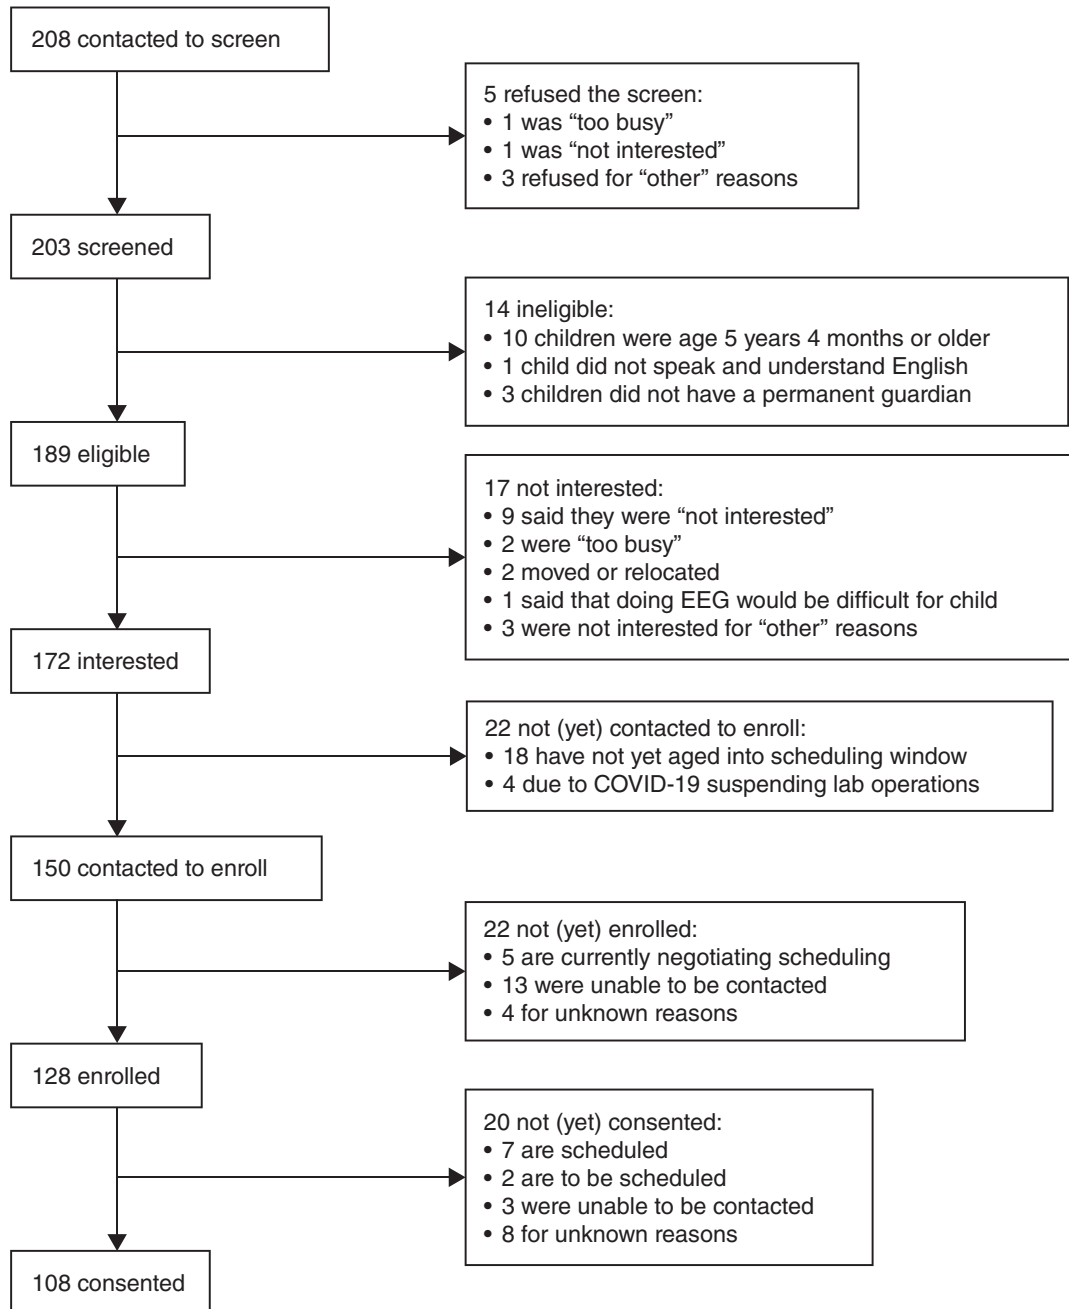 208 contacted to screen
5 refused the screen:
• 1 was “too busy”
• 1 was “not interested”
• 3 refused for “other” reasons
203 screened
14 ineligible:
• 10 children were age 5 years 4 months or older
• 1 child did not speak and understand English
• 3 children did not have a permanent guardian
189 eligible
17 not interested:
• 9 said they were “not interested”
• 2 were “too busy”
• 2 moved or relocated
• 1 said that doing EEG would be difficult for child
• 3 were not interested for “other” reasons
172 interested
22 not (yet) contacted to enroll:
• 18 have not yet aged into scheduling window
• 4 due to COVID-19 suspending lab operations
150 contacted to enroll
22 not (yet) enrolled:
• 5 are currently negotiating scheduling
• 13 were unable to be contacted
• 4 for unknown reasons
128 enrolled
20 not (yet) consented:
• 7 are scheduled
• 2 are to be scheduled
• 3 were unable to be contacted
• 8 for unknown reasons
108 consented